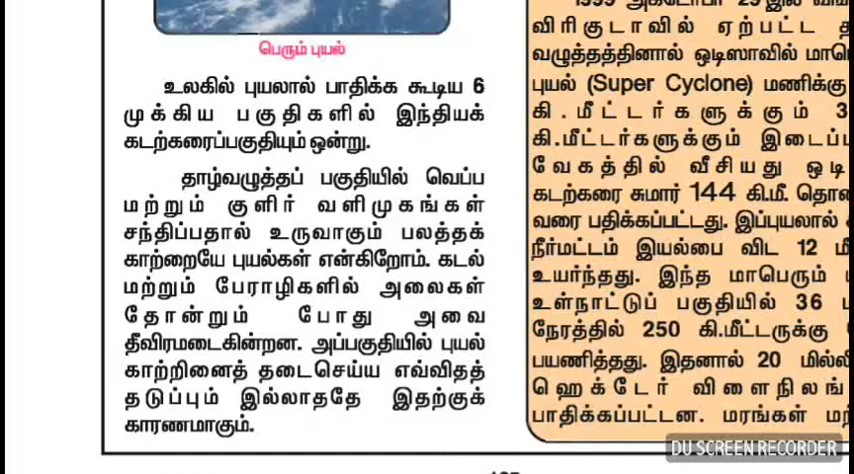 பெரும் புயல்
உலகில் புயலால் பாதிக்க கூடிய 6
முக்கிய பகுதிகளில் இந்தியக்
கடற்கரைப்பகுதியும் ஒன்று.
தாழ்வழுத்தப் பகுதியில் வெப்ப
மற்றும் குளிர் வளிமுகங்கள்
சந்திப்பதால் உருவாகும் பலத்தக்
காற்றையே புயல்கள் என்கிறோம். கடல்
மற்றும் பேராழிகளில் அலைகள்
தோன்றும் போது அவை
தீவிரமடைகின்றன. அப்பகுதியில் புயல்
காற்றினைத் தடைசெய்ய எவ்விதத்
தடுப்பும் இல்லாததே இதற்குக்
காரணமாகும்.
1999 அக்டோபர் 29இல்
விரிகுடாவில் ஏற்பட்ட
வழுத்தத்தினால் ஒடிஸாவில்
புயல் (Super Cyclone) மணிக்கு
கி.மீட்டர்களுக்கும்
கி.மீட்டர்களுக்கும்
வேகத்தில் வீசியது
கடற்கரை சுமார் 144 கி.மீ.
வரை பதிக்கப்பட்டது. இப்புயலால்
நீர்மட்டம் இயல்பை விட 12
உயர்ந்தது. இந்த மாபெரும்
உள்நாட்டுப் பகுதியில் 36
நேரத்தில் 250 கி.மீட்டருக்கு
பயணித்தது. இதனால் 20
ஹெக்டேர்
பாதிக்கப்பட்டன. மரங்கள்
DU SCREEN RECORDER